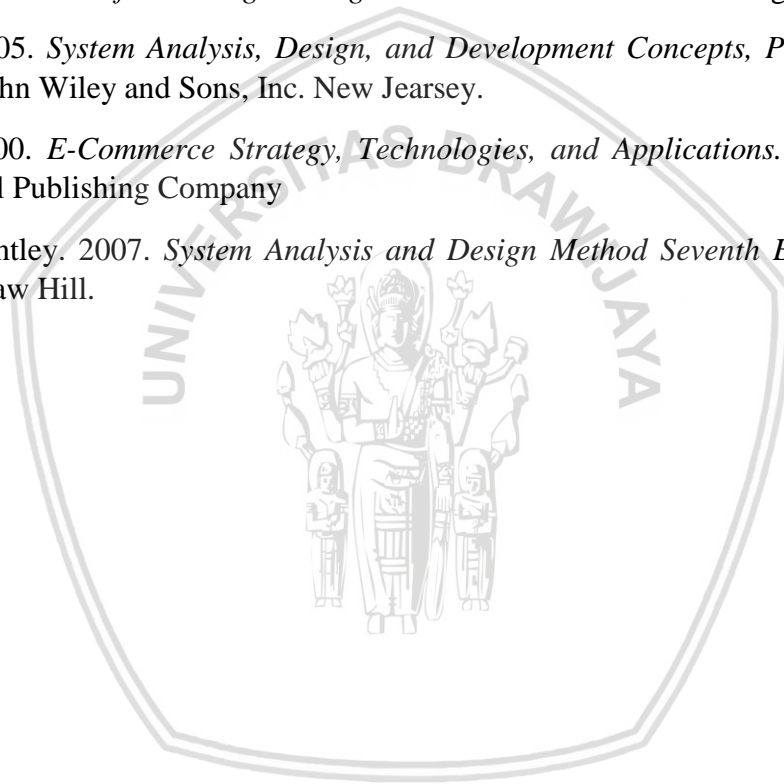 05. System Analysis, Design, and Development Concepts, P
hn Wiley and Sons, Inc. New Jearsey.
00. E-Commerce Strategy, Technologies, and Applications.
l Publishing Company
ntley. 2007. System Analysis and Design Method Seventh E
aw Hill.
UNIVERSITAS BRAWIJAYA